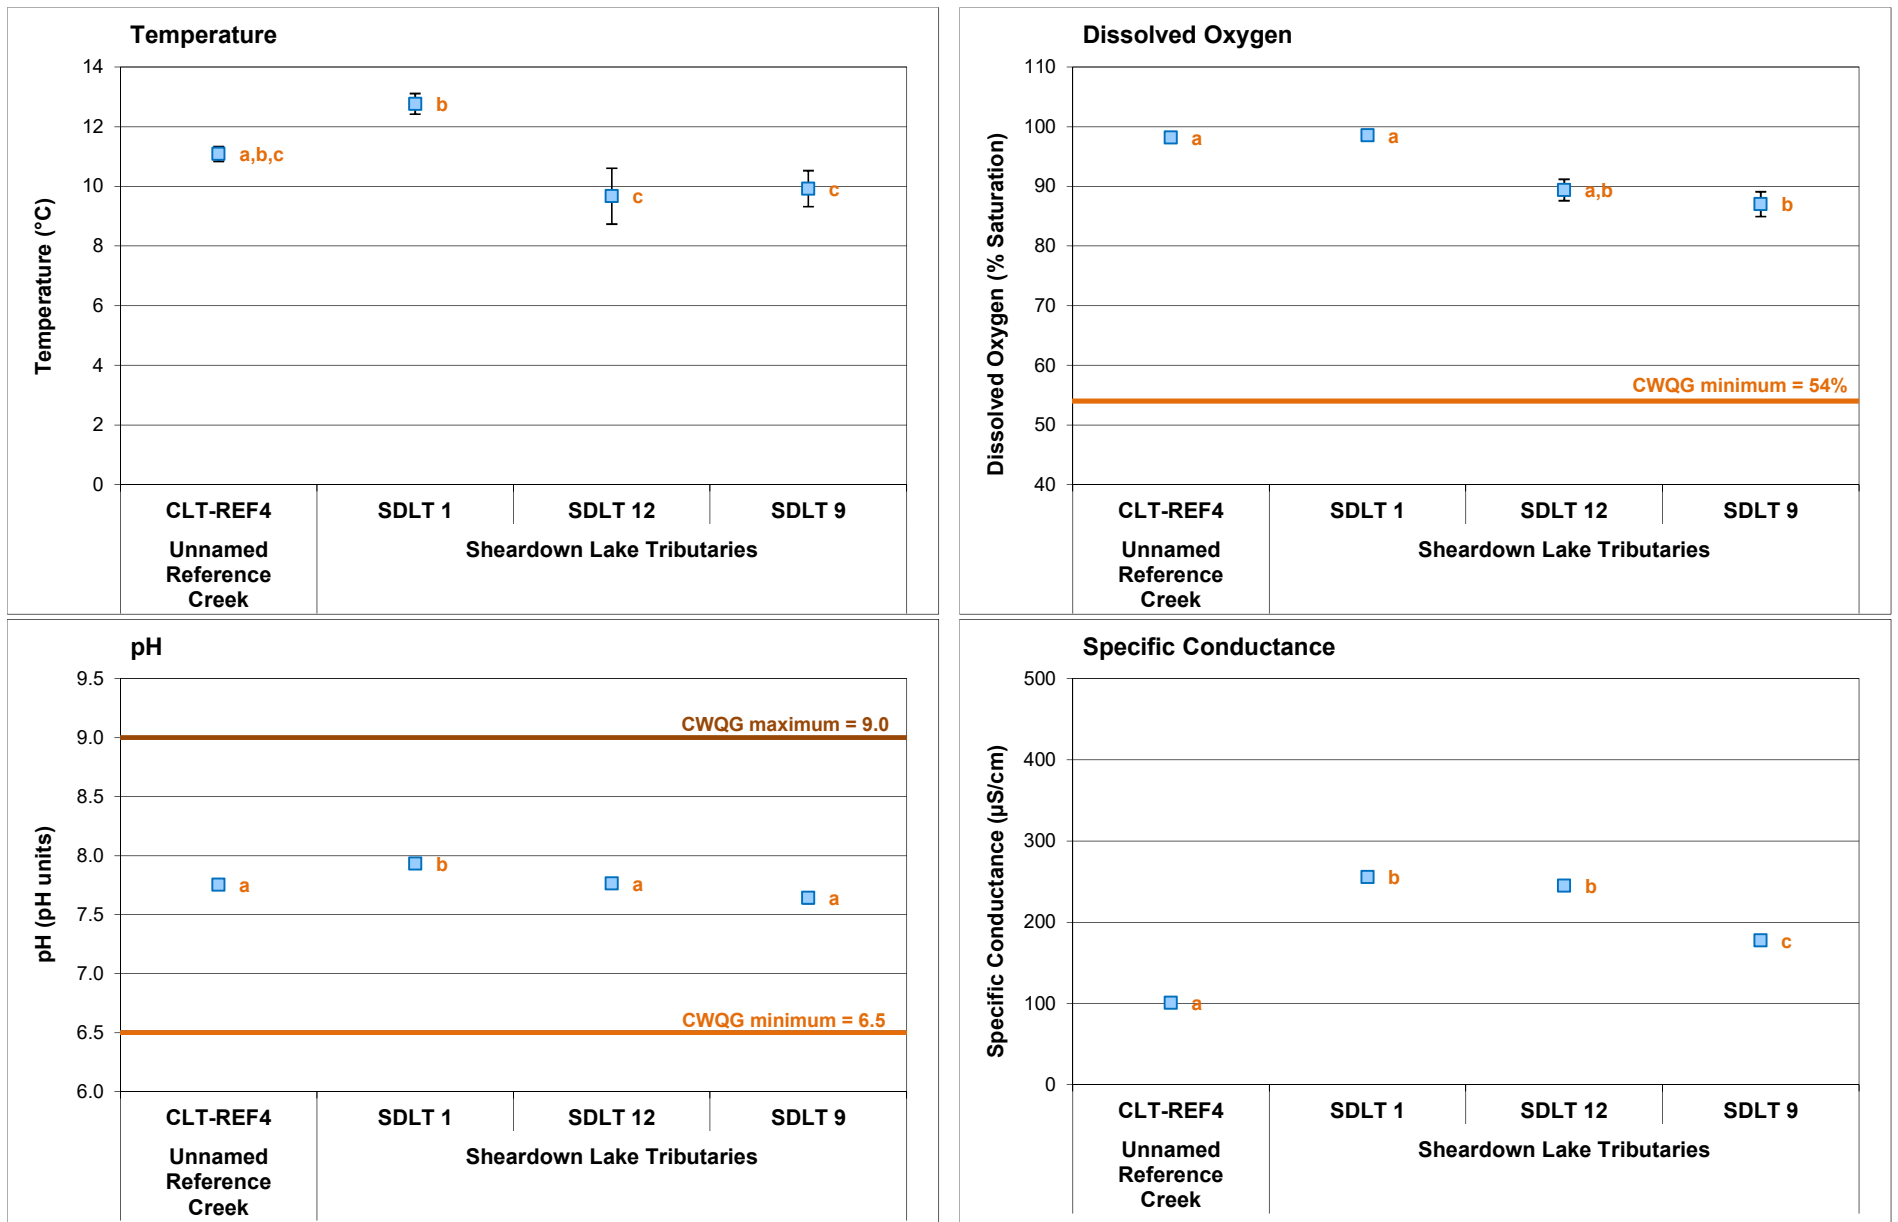 Temperature
Temperature (°C)
14
12
10
8
6
4
2
0
b
a,b,c
c
c
CLT-REF4
SDLT 1
SDLT 12
SDLT 9
Unnamed
Reference
Creek
Sheardown Lake Tributaries
Dissolved Oxygen
Dissolved Oxygen (% Saturation)
110
100
90
80
70
60
50
40
a
a
a,b
b
CWQG minimum = 54%
CLT-REF4
SDLT 1
SDLT 12
SDLT 9
Unnamed
Reference
Creek
Sheardown Lake Tributaries
pH
pH (pH units)
9.5
9.0
8.5
8.0
7.5
7.0
6.5
6.0
CWQG maximum = 9.0
a
b
a
a
CWQG minimum = 6.5
CLT-REF4
SDLT 1
SDLT 12
SDLT 9
Unnamed
Reference
Creek
Sheardown Lake Tributaries
Specific Conductance
Specific Conductance (µS/cm)
500
400
300
200
100
0
a
b
b
c
CLT-REF4
SDLT 1
SDLT 12
SDLT 9
Unnamed
Reference
Creek
Sheardown Lake Tributaries